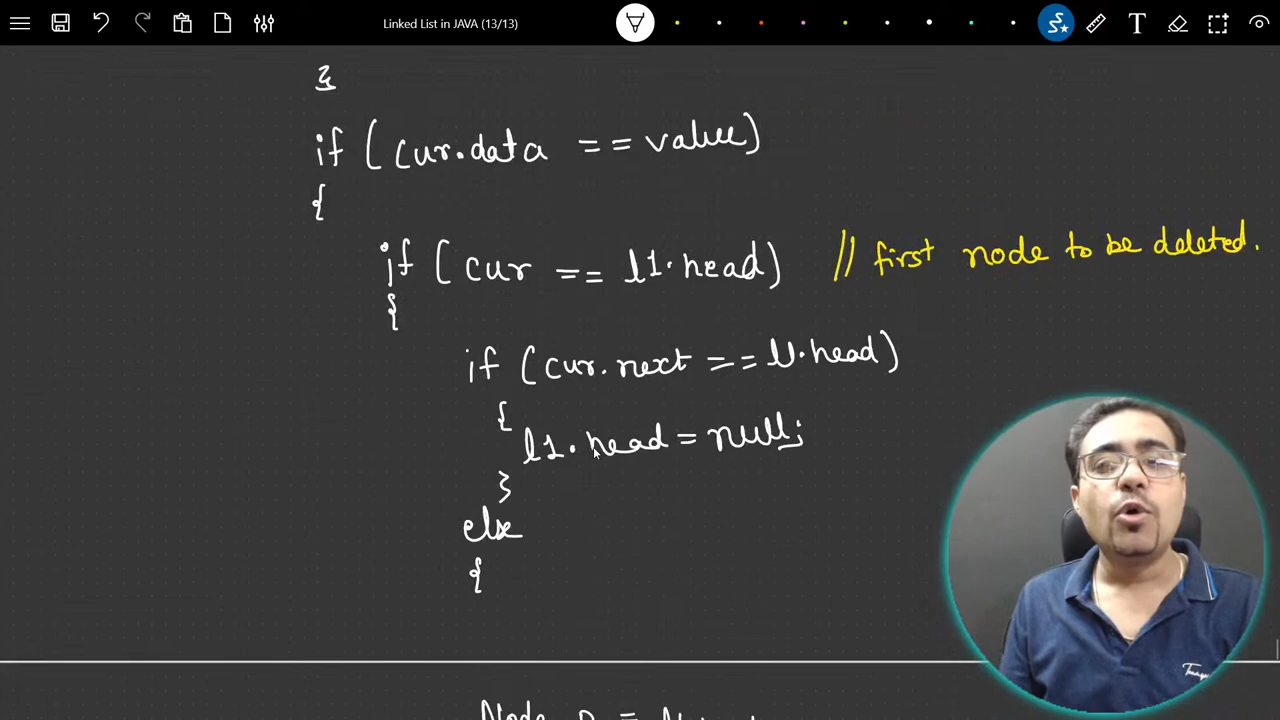 Linked List in JAVA (13/13)
T
}
if (cur.data == value)
{
if (cur == l1.head) // first node to be deleted.
{
if (cur.next == l1.head)
{
l1.head = null;
}
else
{
Node